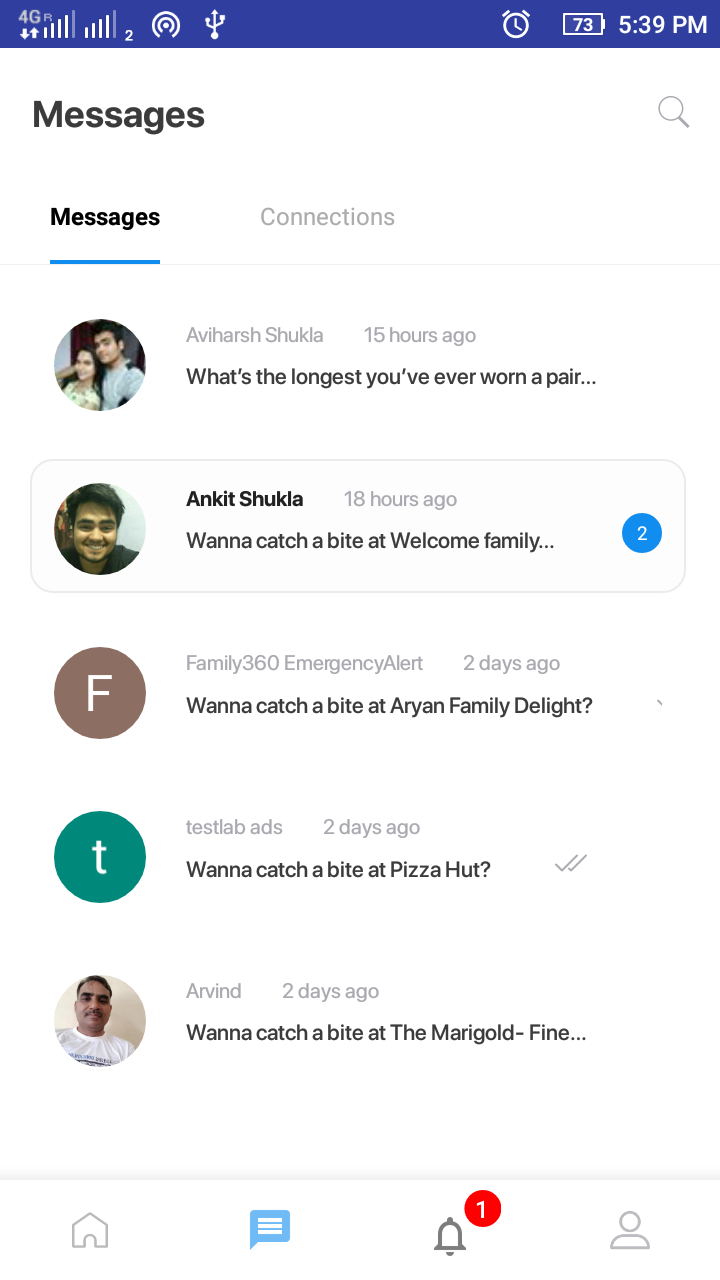 4G R
2
73
5:39 PM
Messages
Messages
Connections
Aviharsh Shukla
15 hours ago
What’s the longest you’ve ever worn a pair...
Ankit Shukla
18 hours ago
Wanna catch a bite at Welcome family...
2
F
Family360 EmergencyAlert
2 days ago
Wanna catch a bite at Aryan Family Delight?
t
testlab ads
2 days ago
Wanna catch a bite at Pizza Hut?
Arvind
2 days ago
Wanna catch a bite at The Marigold- Fine...
1